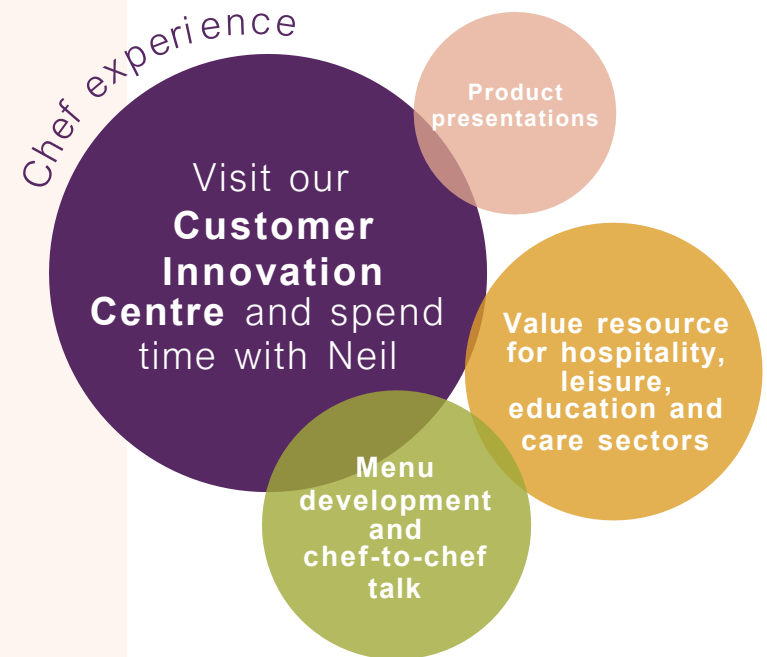 Chef experience
Visit our
Customer
Innovation
Centre and spend
time with Neil
Product
presentations
Value resource
for hospitality,
leisure,
education and
care sectors
Menu
development
and
chef-to-chef
talk